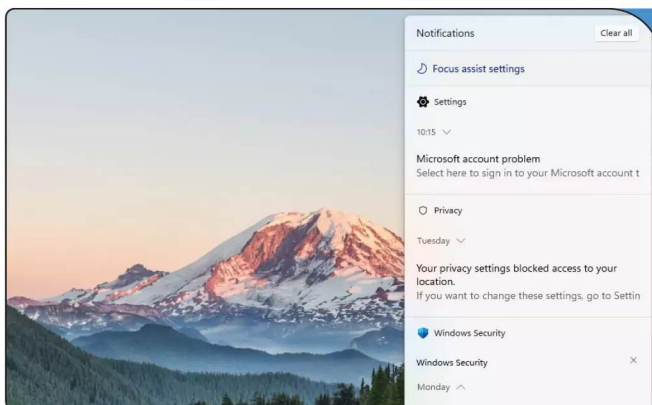 Notifications
Clear all
Focus assist settings
Settings
10:15
Microsoft account problem
Select here to sign in to your Microsoft account t
Privacy
Tuesday
Your privacy settings blocked access to your
location.
If you want to change these settings, go to Settin
Windows Security
Windows Security
Monday